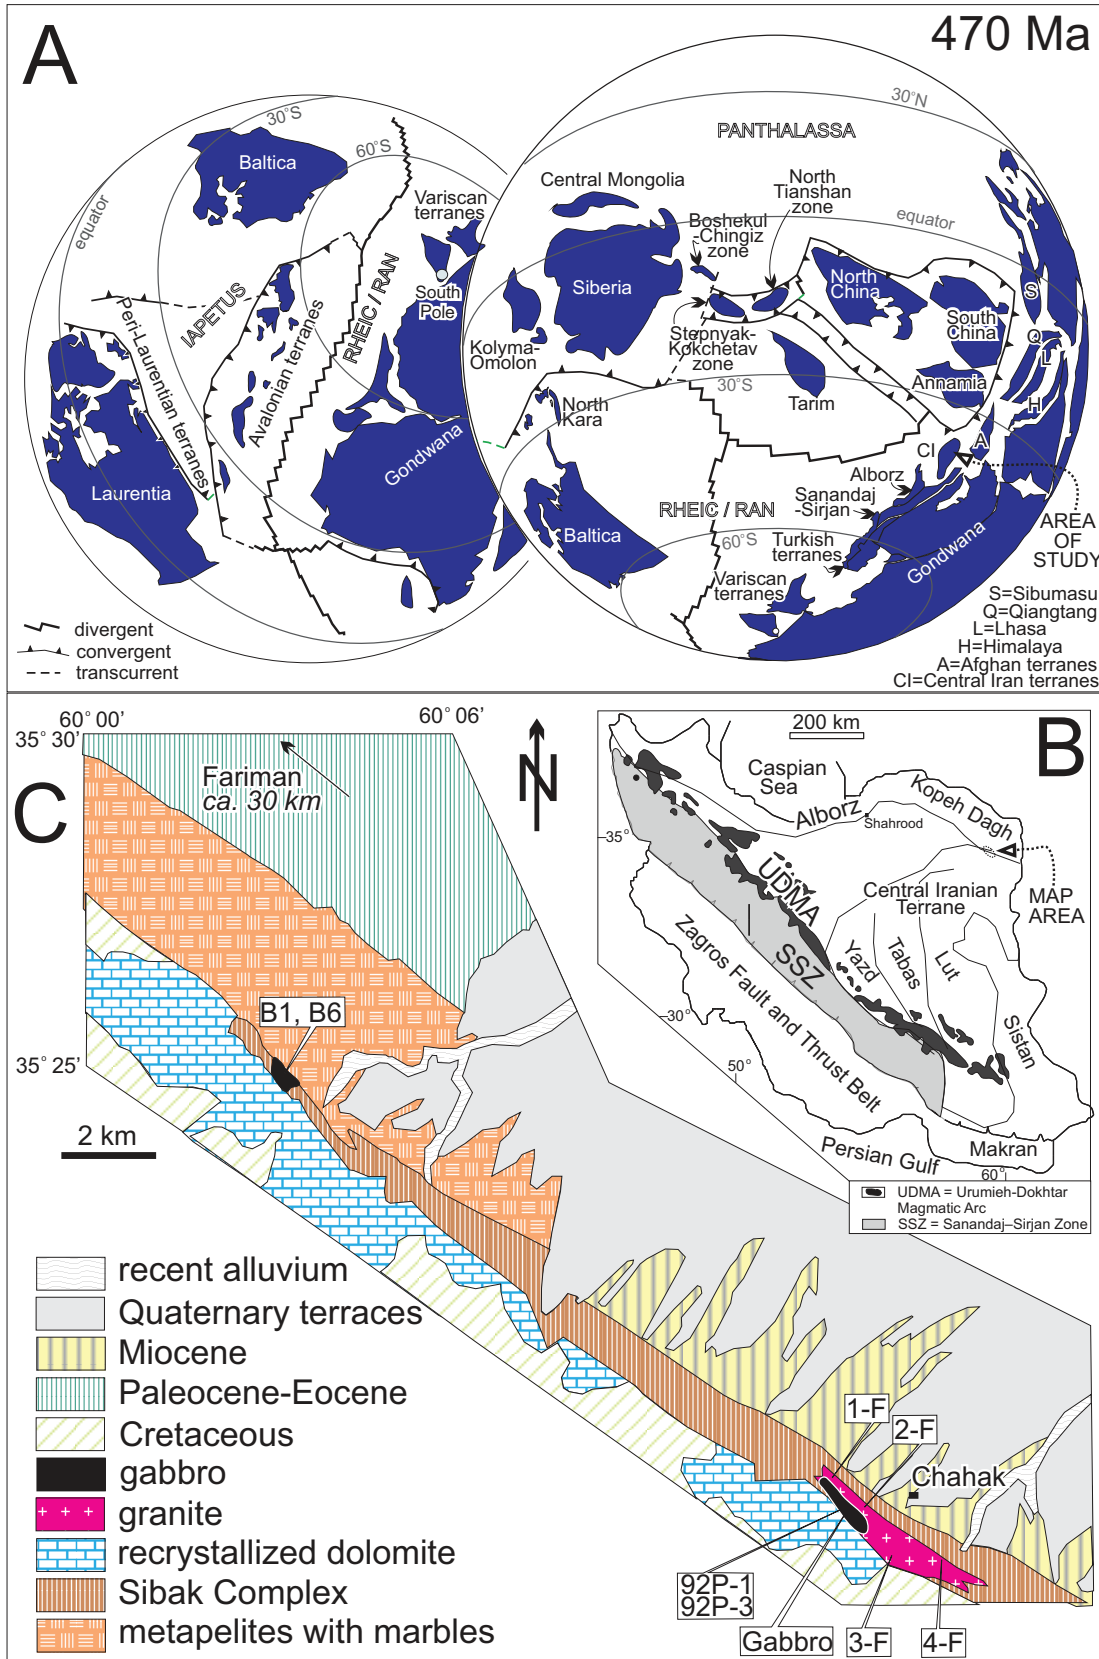 A
470 Ma
30°S
60°S
equator
Baltica
Variscan
terranes
South
Pole
IAPETUS
RHEIC / RAN
Peri-Laurentian terranes
Avalonian terranes
Laurentia
Gondwana
divergent
convergent
transcurrent
30°N
PANTHALASSA
Central Mongolia
North
Tianshan
zone
Boshekul
-Chingiz
zone
equator
Siberia
North
China
South
China
Kolyma-
Omolon
Stepnyak-
Kokchetav
zone
30°S
Tarim
Annamia
North
Kara
S
Q
L
H
A
CI
Alborz
Sanandaj
-Sirjan
RHEIC / RAN
60°S
Turkish
terranes
Baltica
Variscan
terranes
Gondwana
AREA
OF
STUDY
S=Sibumasu
Q=Qiangtang
L=Lhasa
H=Himalaya
A=Afghan terranes
CI=Central Iran terranes
B
200 km
Caspian
Sea
Alborz
Shahrood
Kopeh Dagh
35°
UDMA
Central Iranian
Terrane
MAP
AREA
SSZ
Yazd
Tabas
Lut
Sistan
Zagros Fault and Thrust Belt
30°
50°
Persian Gulf
Makran
60°
UDMA = Urumieh-Dokhtar
Magmatic Arc
SSZ = Sanandaj–Sirjan Zone
C
60° 00’
60° 06’
35° 30’
N
Fariman
ca. 30 km
B1, B6
35° 25’
2 km
1-F
2-F
Chahak
92P-1
92P-3
Gabbro
3-F
4-F
recent alluvium
Quaternary terraces
Miocene
Paleocene-Eocene
Cretaceous
gabbro
granite
recrystallized dolomite
Sibak Complex
metapelites with marbles